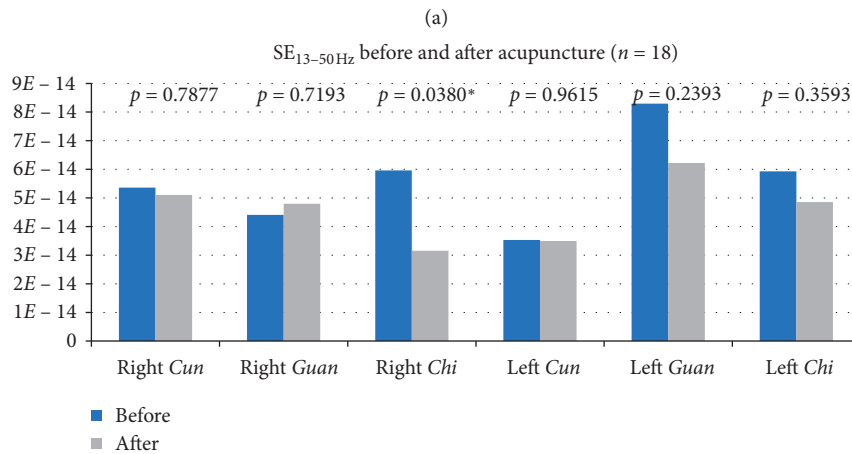 (a)
SE13–50 Hz before and after acupuncture (n = 18)
9E – 14
8E – 14
7E – 14
6E – 14
5E – 14
4E – 14
3E – 14
2E – 14
1E – 14
0
p = 0.7877 p = 0.7193 p = 0.0380* p = 0.9615 p = 0.2393 p = 0.3593
Right Cun Right Guan Right Chi Left Cun Left Guan Left Chi
Before
After